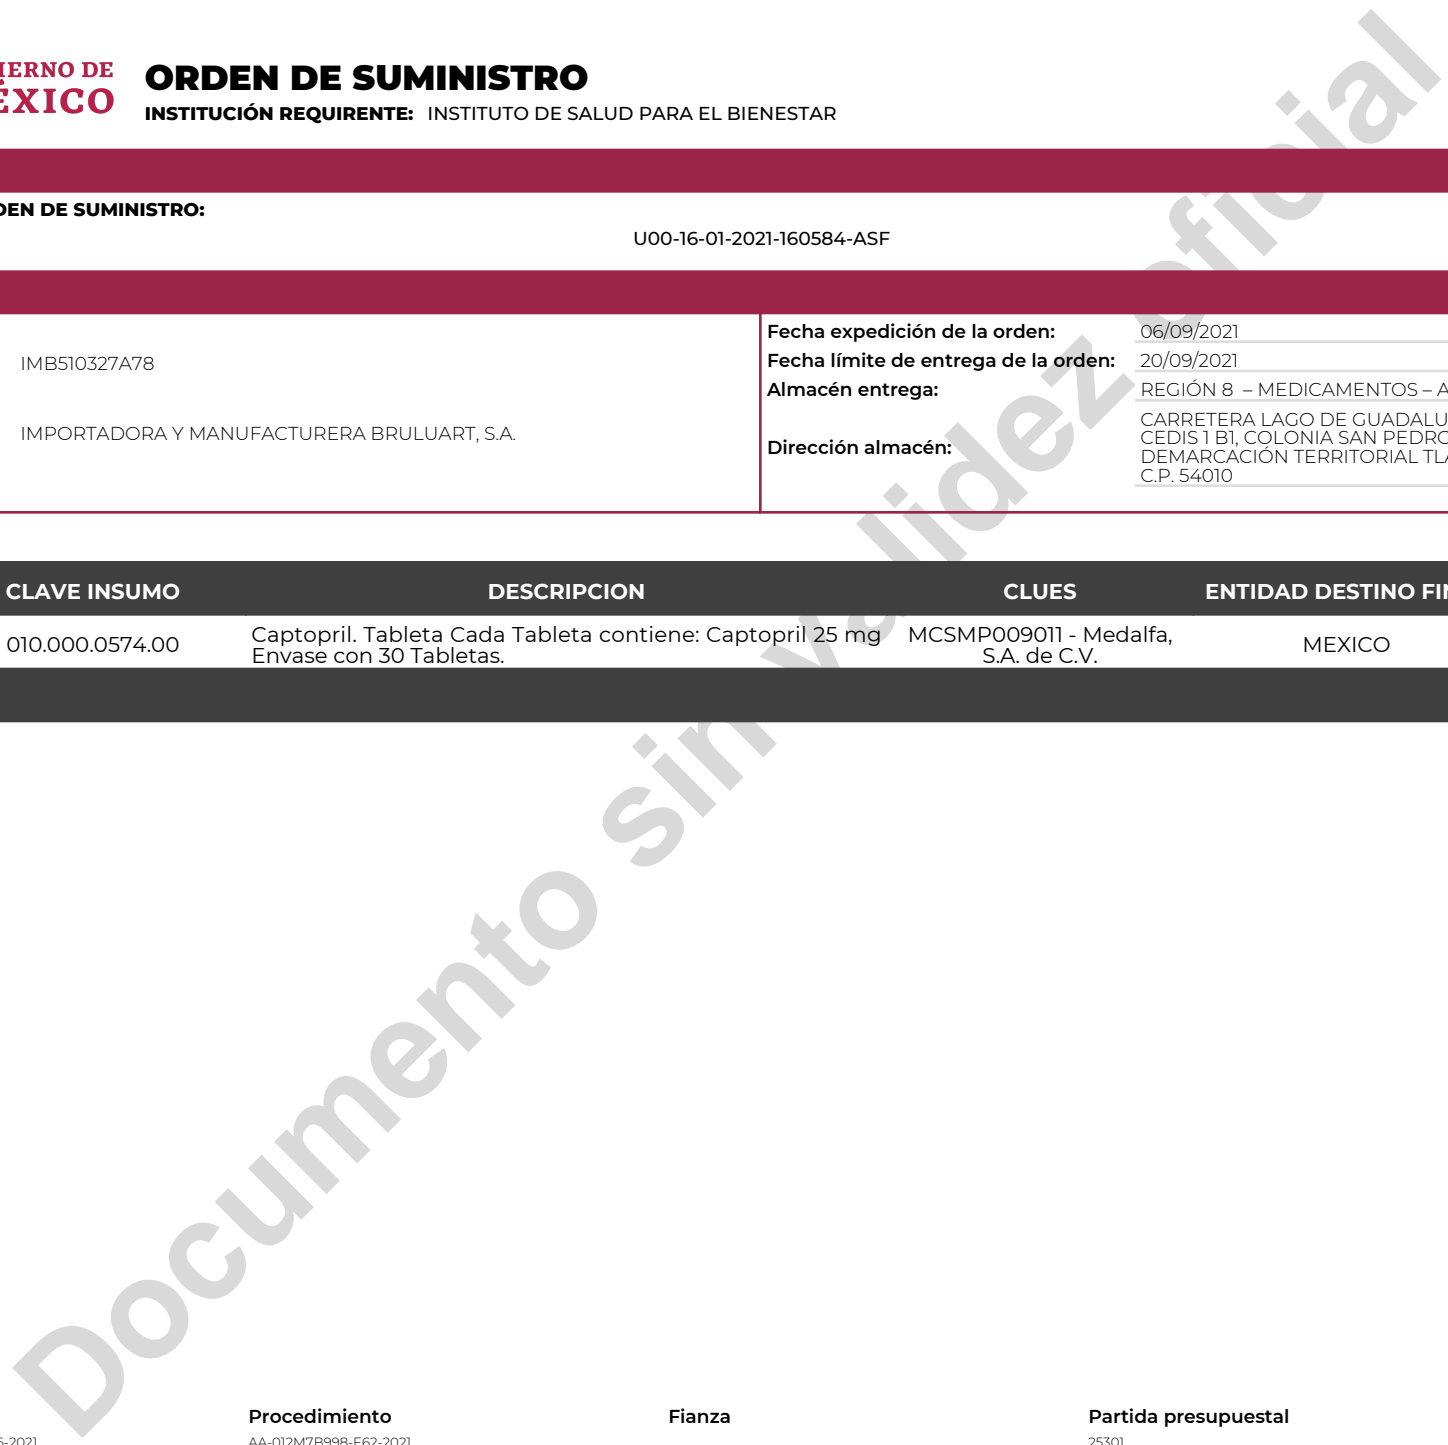 ORDEN DE SUMINISTRO
INSTITUCIÓN REQUIRENTE: INSTITUTO DE SALUD PARA EL BIENESTAR
DE
MÉXICO
DE SUMINISTRO:
U00-16-01-2021-160584-ASF
IMB510327A78
IMPORTADORA Y MANUFACTURERA BRULUART, S.A.
Fecha expedición de la orden: 06/09/2021
Fecha límite de entrega de la orden: 20/09/2021
Almacén entrega: REGIÓN 8 – MEDICAMENTOS – A
Dirección almacén: CARRETERA LAGO DE GUADALU
CEDIS 1 B1, COLONIA SAN PEDRO
DEMARCACIÓN TERRITORIAL TLA
C.P. 54010
CLAVE INSUMO DESCRIPCION CLUES ENTIDAD DESTINO
010.000.0574.00 Captopril. Tableta Cada Tableta contiene: Captopril 25 mg MCSMP009011 - Medalfa, MEXICO
Envase con 30 Tabletas. S.A. de C.V.
Documento sin validez oficial
Procedimiento Fianza Partida presupuestal
-2021 AA-012M7B998-E62-2021 25301